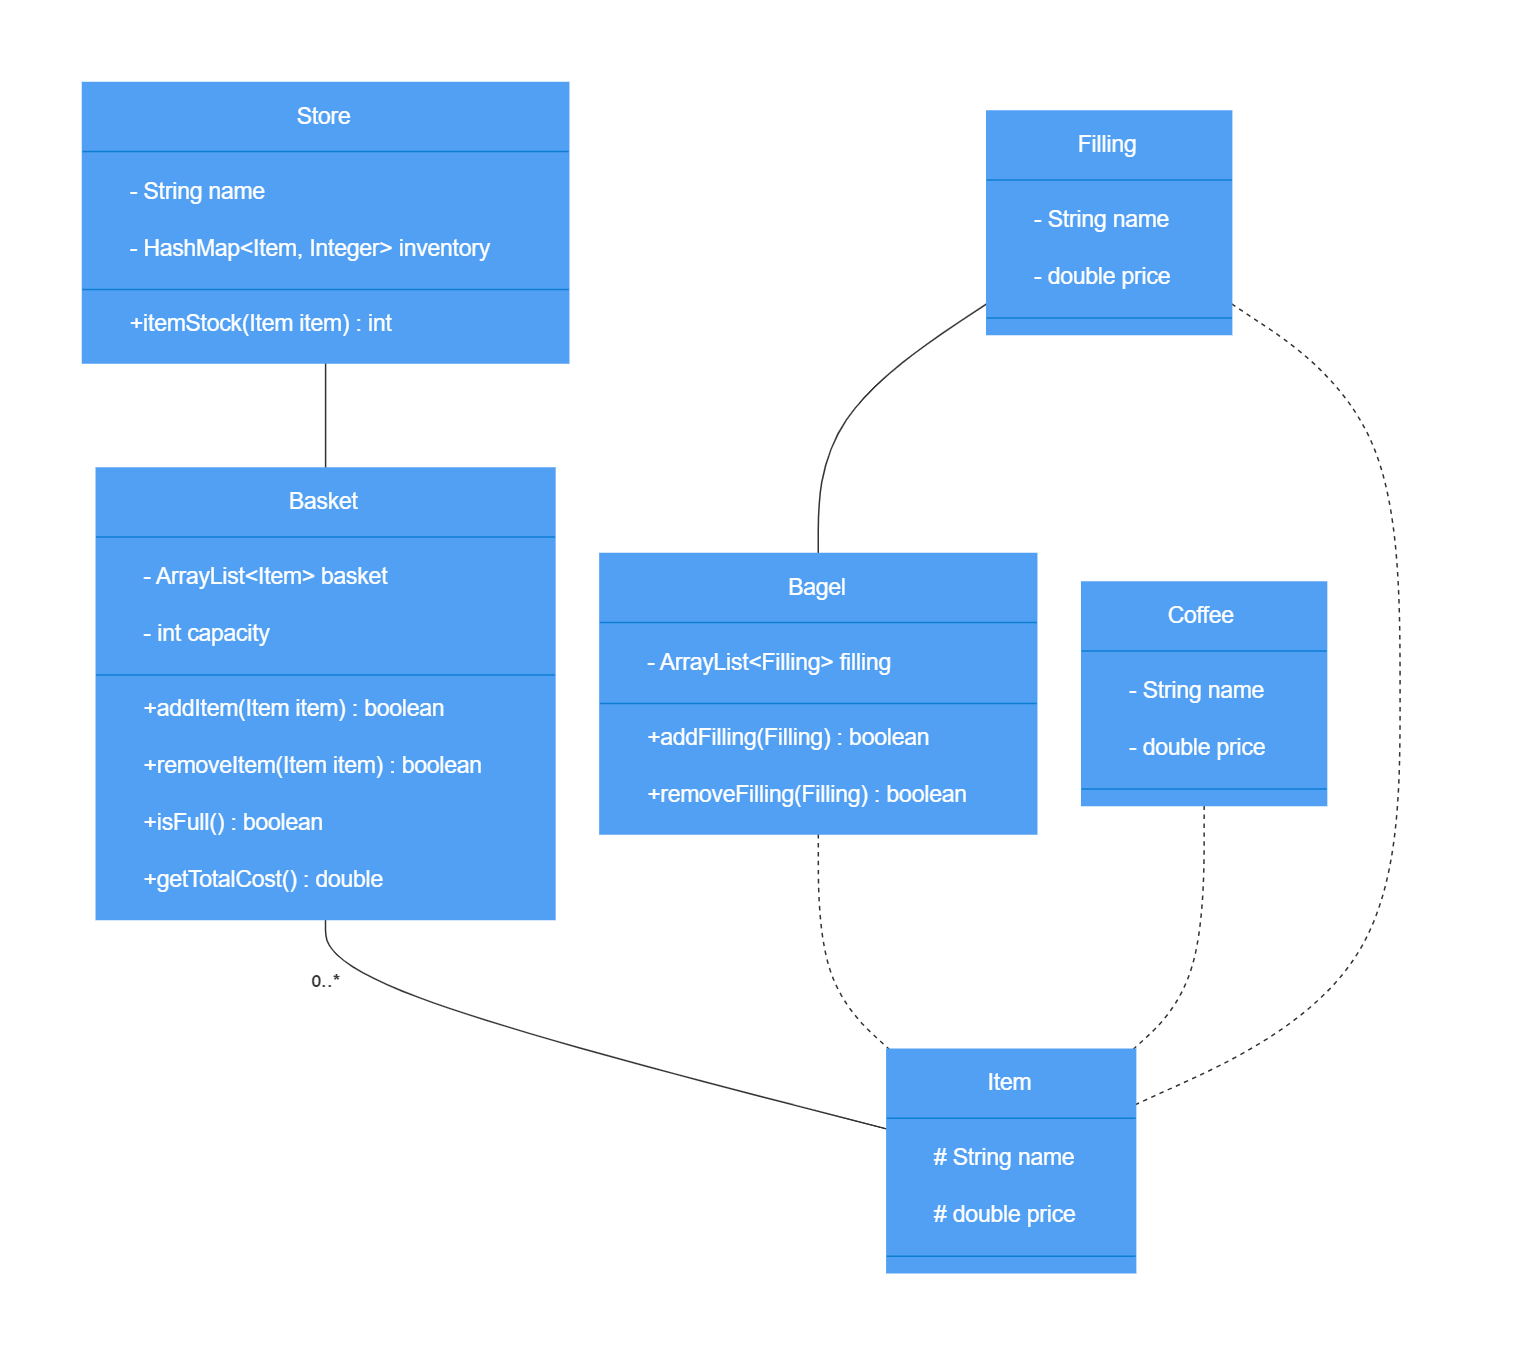 Store
- String name
- HashMap<Item, Integer> inventory
+itemStock(Item item) : int
Filling
- String name
- double price
Basket
- ArrayList<Item> basket
- int capacity
+addItem(Item item) : boolean
+removeItem(Item item) : boolean
+isFull() : boolean
+getTotalCost() : double
0..*
Bagel
- ArrayList<Filling> filling
+addFilling(Filling) : boolean
+removeFilling(Filling) : boolean
Coffee
- String name
- double price
Item
# String name
# double price